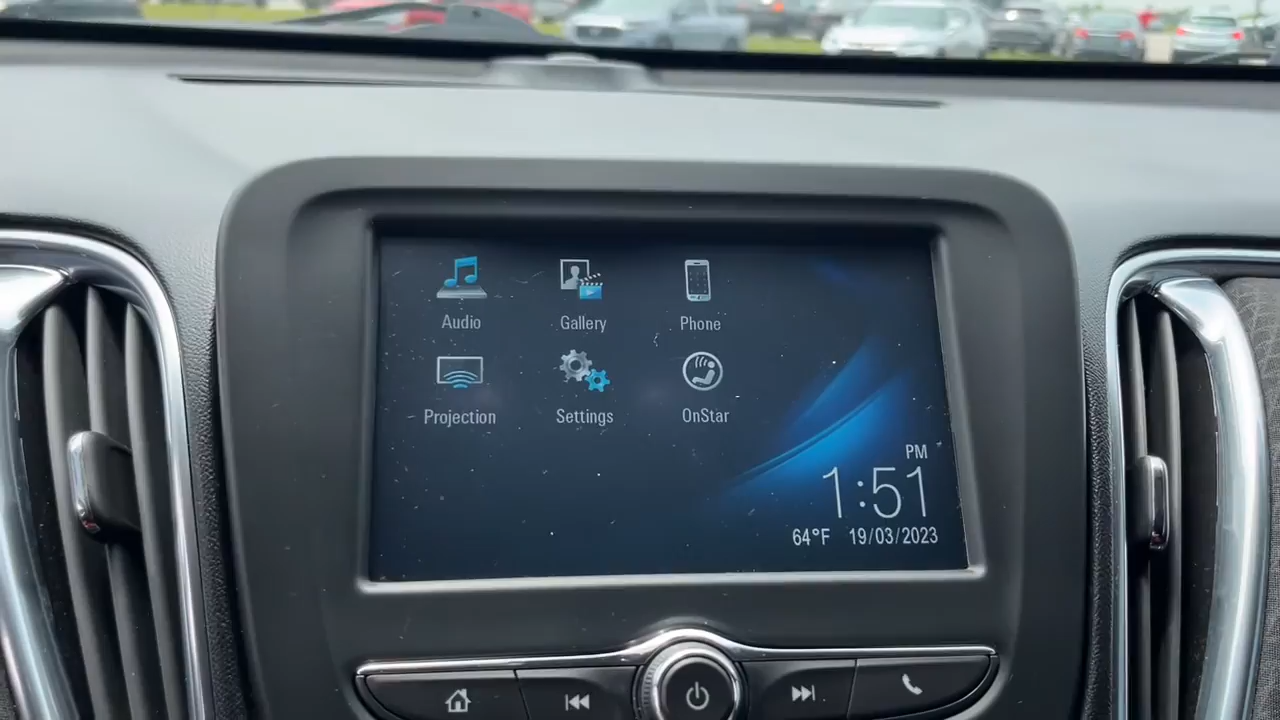 Audio Gallery Phone
Projection Settings OnStar
PM
1:51
64°F 19/03/2023